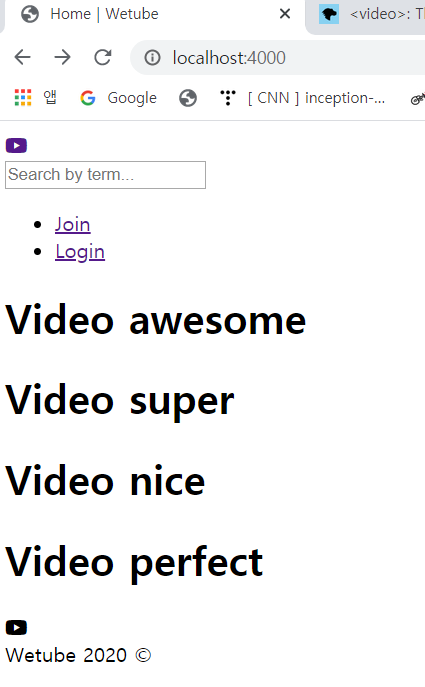 Home | Wetube
<video>: Th
localhost:4000
앱 Google [ CNN ] inception-...
Search by term...
Join
Login
Video awesome
Video super
Video nice
Video perfect
Wetube 2020 ©